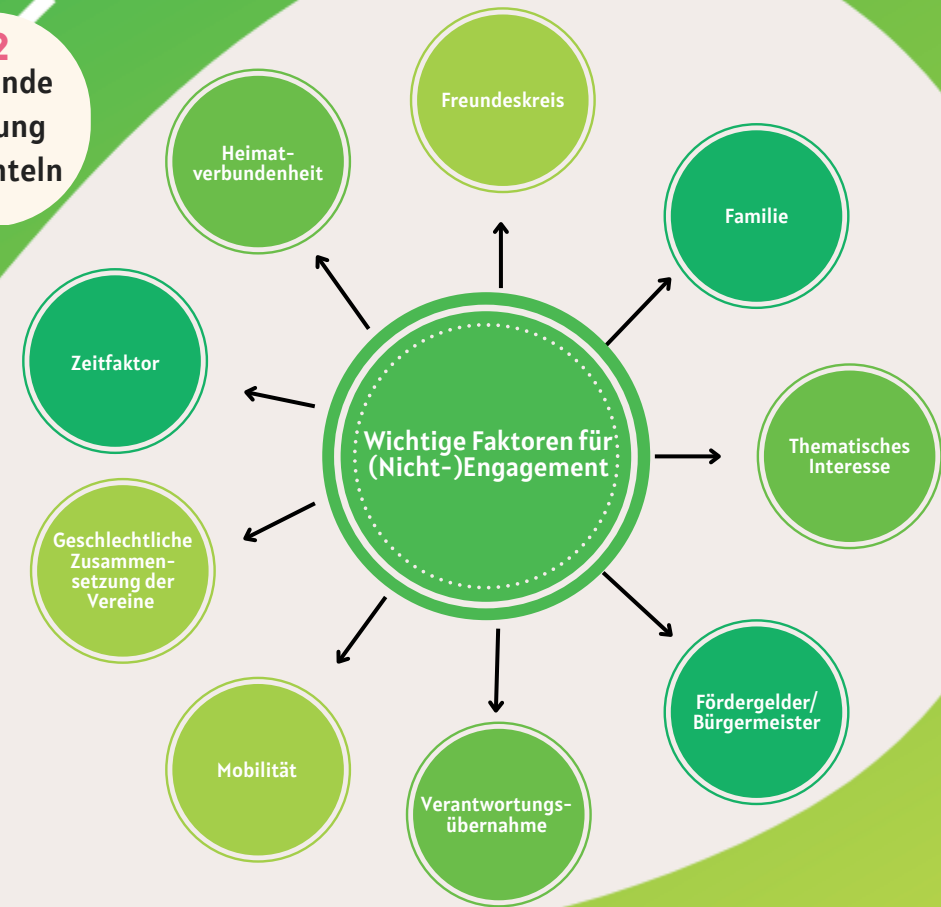 2
nde
ung
nteln
Freundeskreis
Heimat-
verbundenheit
Familie
Zeitfaktor
Wichtige Faktoren für
(Nicht-)Engagement
Thematisches
Interesse
Geschlechtliche
Zusammen-
setzung der
Vereine
Fördergelder/
Bürgermeister
Mobilität
Verantwortungs-
übernahme